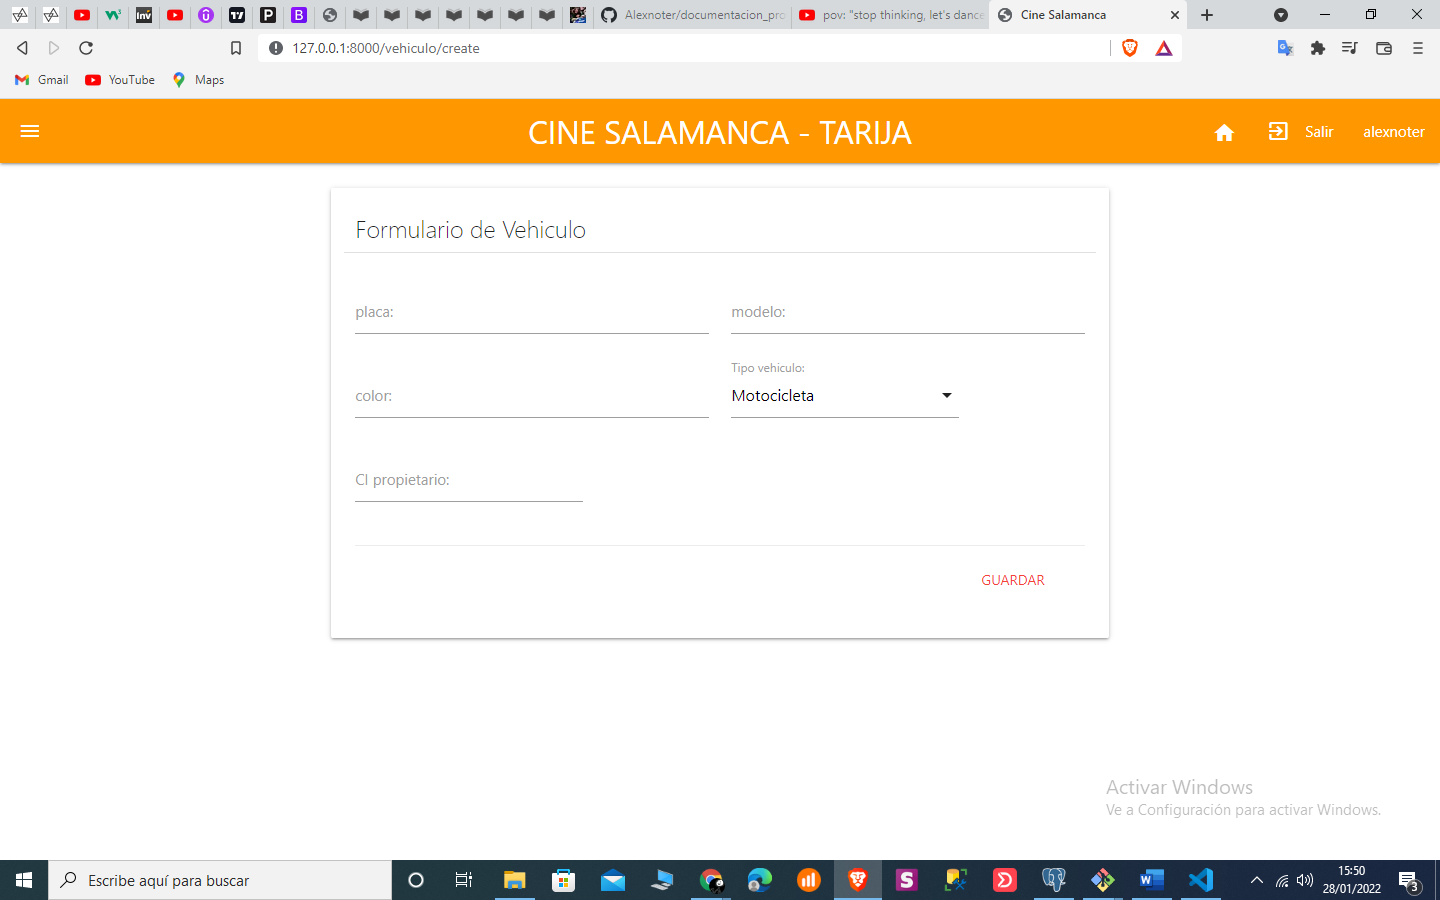 Alexnoter/documentacion_pro
pov: "stop thinking, let's dance
Cine Salamanca
127.0.0.1:8000/vehiculo/create
Gmail YouTube Maps
CINE SALAMANCA - TARIJA
Salir alexnoter
Formulario de Vehiculo
placa: modelo:
Tipo vehiculo:
color: Motocicleta
CI propietario:
GUARDAR
Activar Windows
Ve a Configuración para activar Windows.
Escribe aquí para buscar
15:50
28/01/2022
3